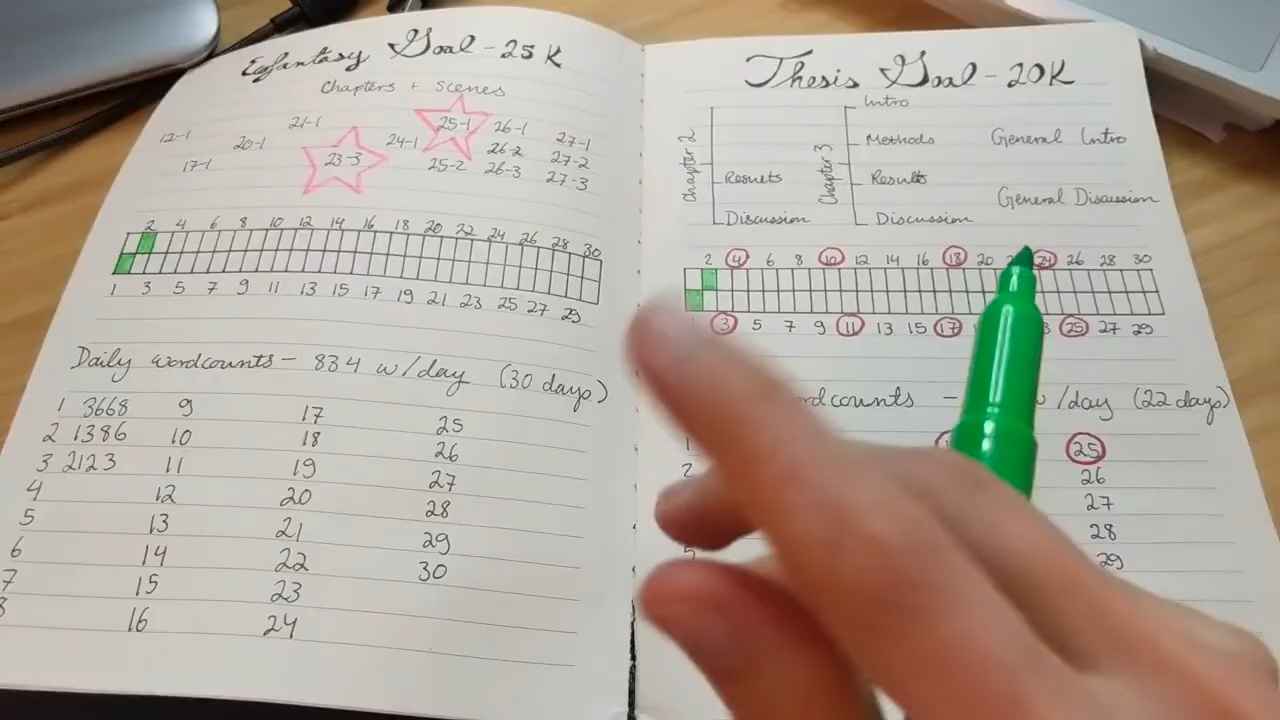 Goal - 25K
Chapters + Scenes
12-1
17-1
20-1
21-1
23-3
24-1
25-1
25-2
26-1
26-2
26-3
27-1
27-2
27-3
2 4 6 8 10 12 14 16 18 20 22 24 26 28 30
1 3 5 7 9 11 13 15 17 19 21 23 25 27 29
Daily wordcounts - 834 w/day (30 days)
1 3668 9 17 25
2 1386 10 18 26
3 2123 11 19 27
4 12 20 28
5 13 21 29
6 14 22 30
7 15 23
8 16 24
Thesis Goal - 20K
Chapter 2
Results
Discussion
Chapter 3
Intro
Methods
Results
Discussion
General Intro
General Discussion
2 4 6 8 10 12 14 16 18 20 24 26 28 30
3 5 7 9 11 13 15 17 25 27 29
wordcounts - w/day (22 days)
1 25
2 26
27
28
5 29